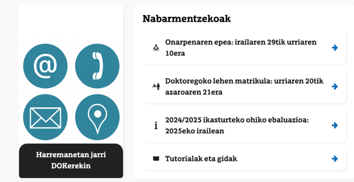 Nabarmentzekoak
Onarpenaren epea: irailaren 29tik urriaren
10era
Doktoregoko lehen matrikula: urriaren 20tik
azaroaren 21era
2024/2025 ikasturteko ohiko ebaluazioa:
2025eko irailean
Tutorialak eta gidak
Harremanetan jarri
DOKerekin